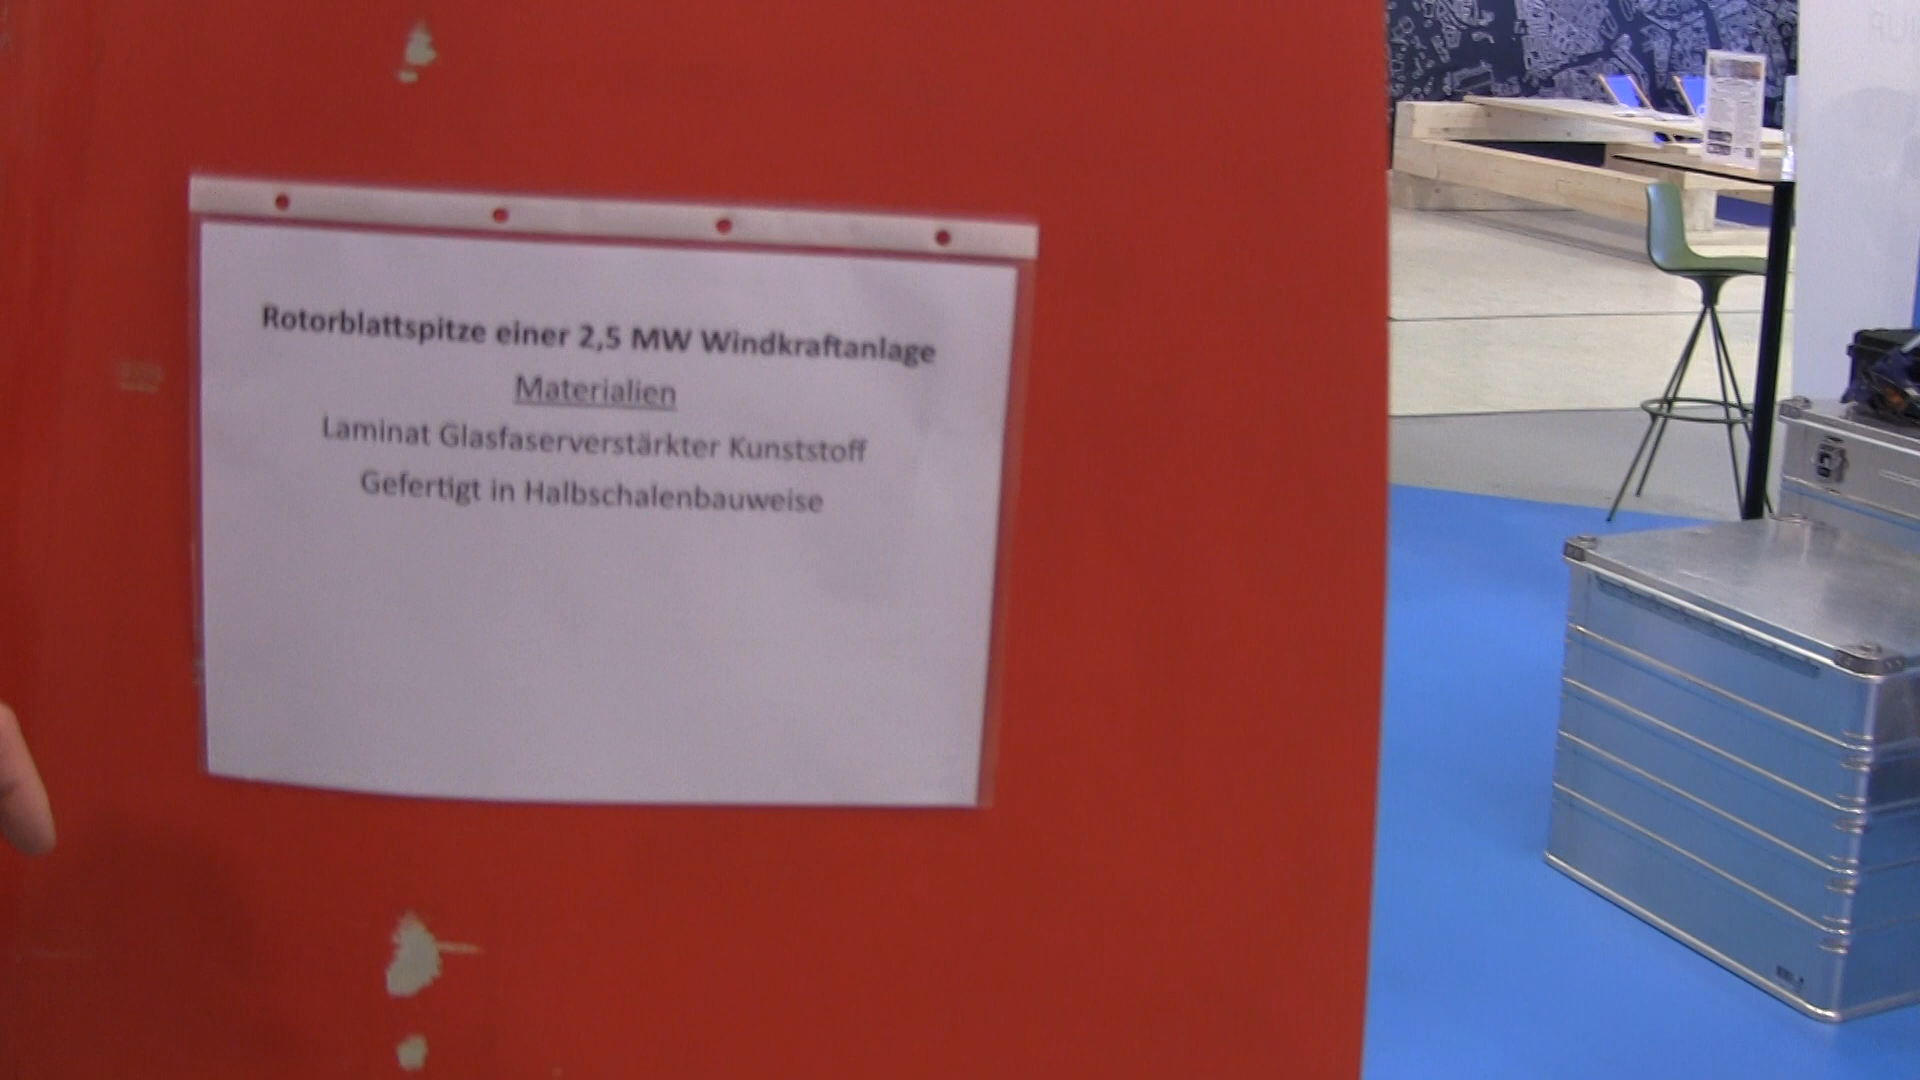 Rotorblattspitze einer 2,5 MW Windkraftanlage
Materialien
Laminat Glasfaserverstärkter Kunststoff
Gefertigt in Halbschalenbauweise